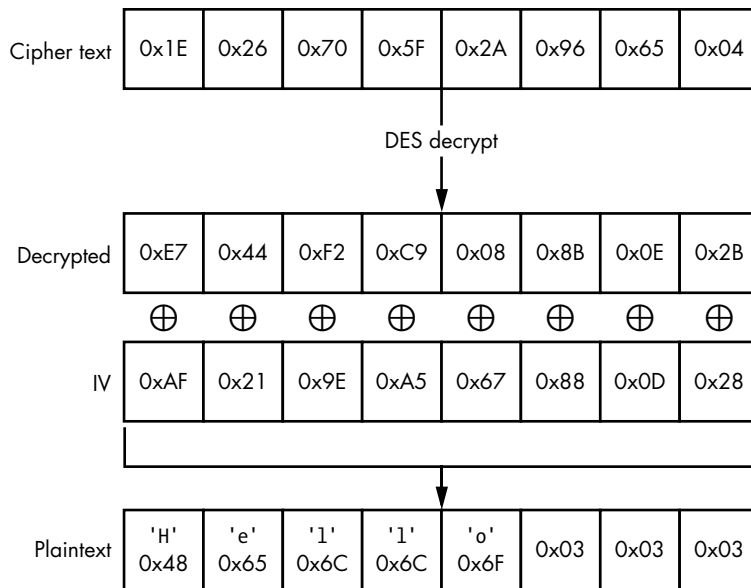 Cipher text 0x1E 0x26 0x70 0x5F 0x2A 0x96 0x65 0x04
DES decrypt
Decrypted 0xE7 0x44 0xF2 0xC9 0x08 0x8B 0x0E 0x2B
⊕ ⊕ ⊕ ⊕ ⊕ ⊕ ⊕ ⊕
IV 0xAF 0x21 0x9E 0xA5 0x67 0x88 0x0D 0x28
'H' 'e' 'l' 'l' 'o'
Plaintext 0x48 0x65 0x6C 0x6C 0x6F 0x03 0x03 0x03